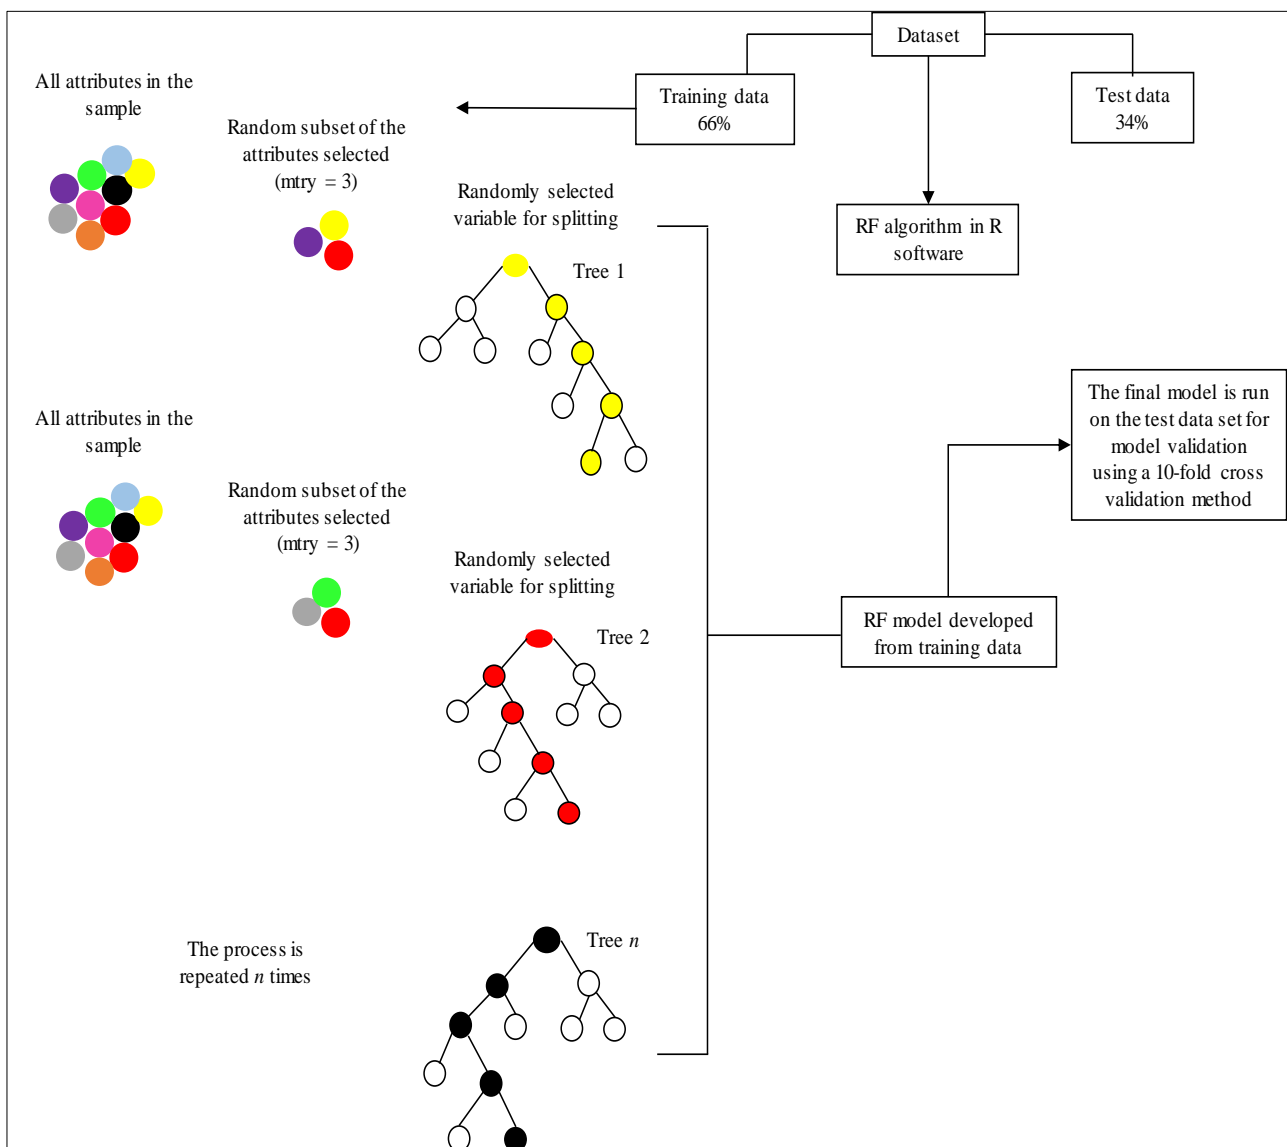 Dataset
Training data
66%
Test data
34%
RF algorithm in R
software
All attributes in the
sample
Random subset of the
attributes selected
(mtry = 3)
Randomly selected
variable for splitting
Tree 1
All attributes in the
sample
Random subset of the
attributes selected
(mtry = 3)
Randomly selected
variable for splitting
Tree 2
The process is
repeated n times
Tree n
RF model developed
from training data
The final model is run
on the test data set for
model validation
using a 10-fold cross
validation method